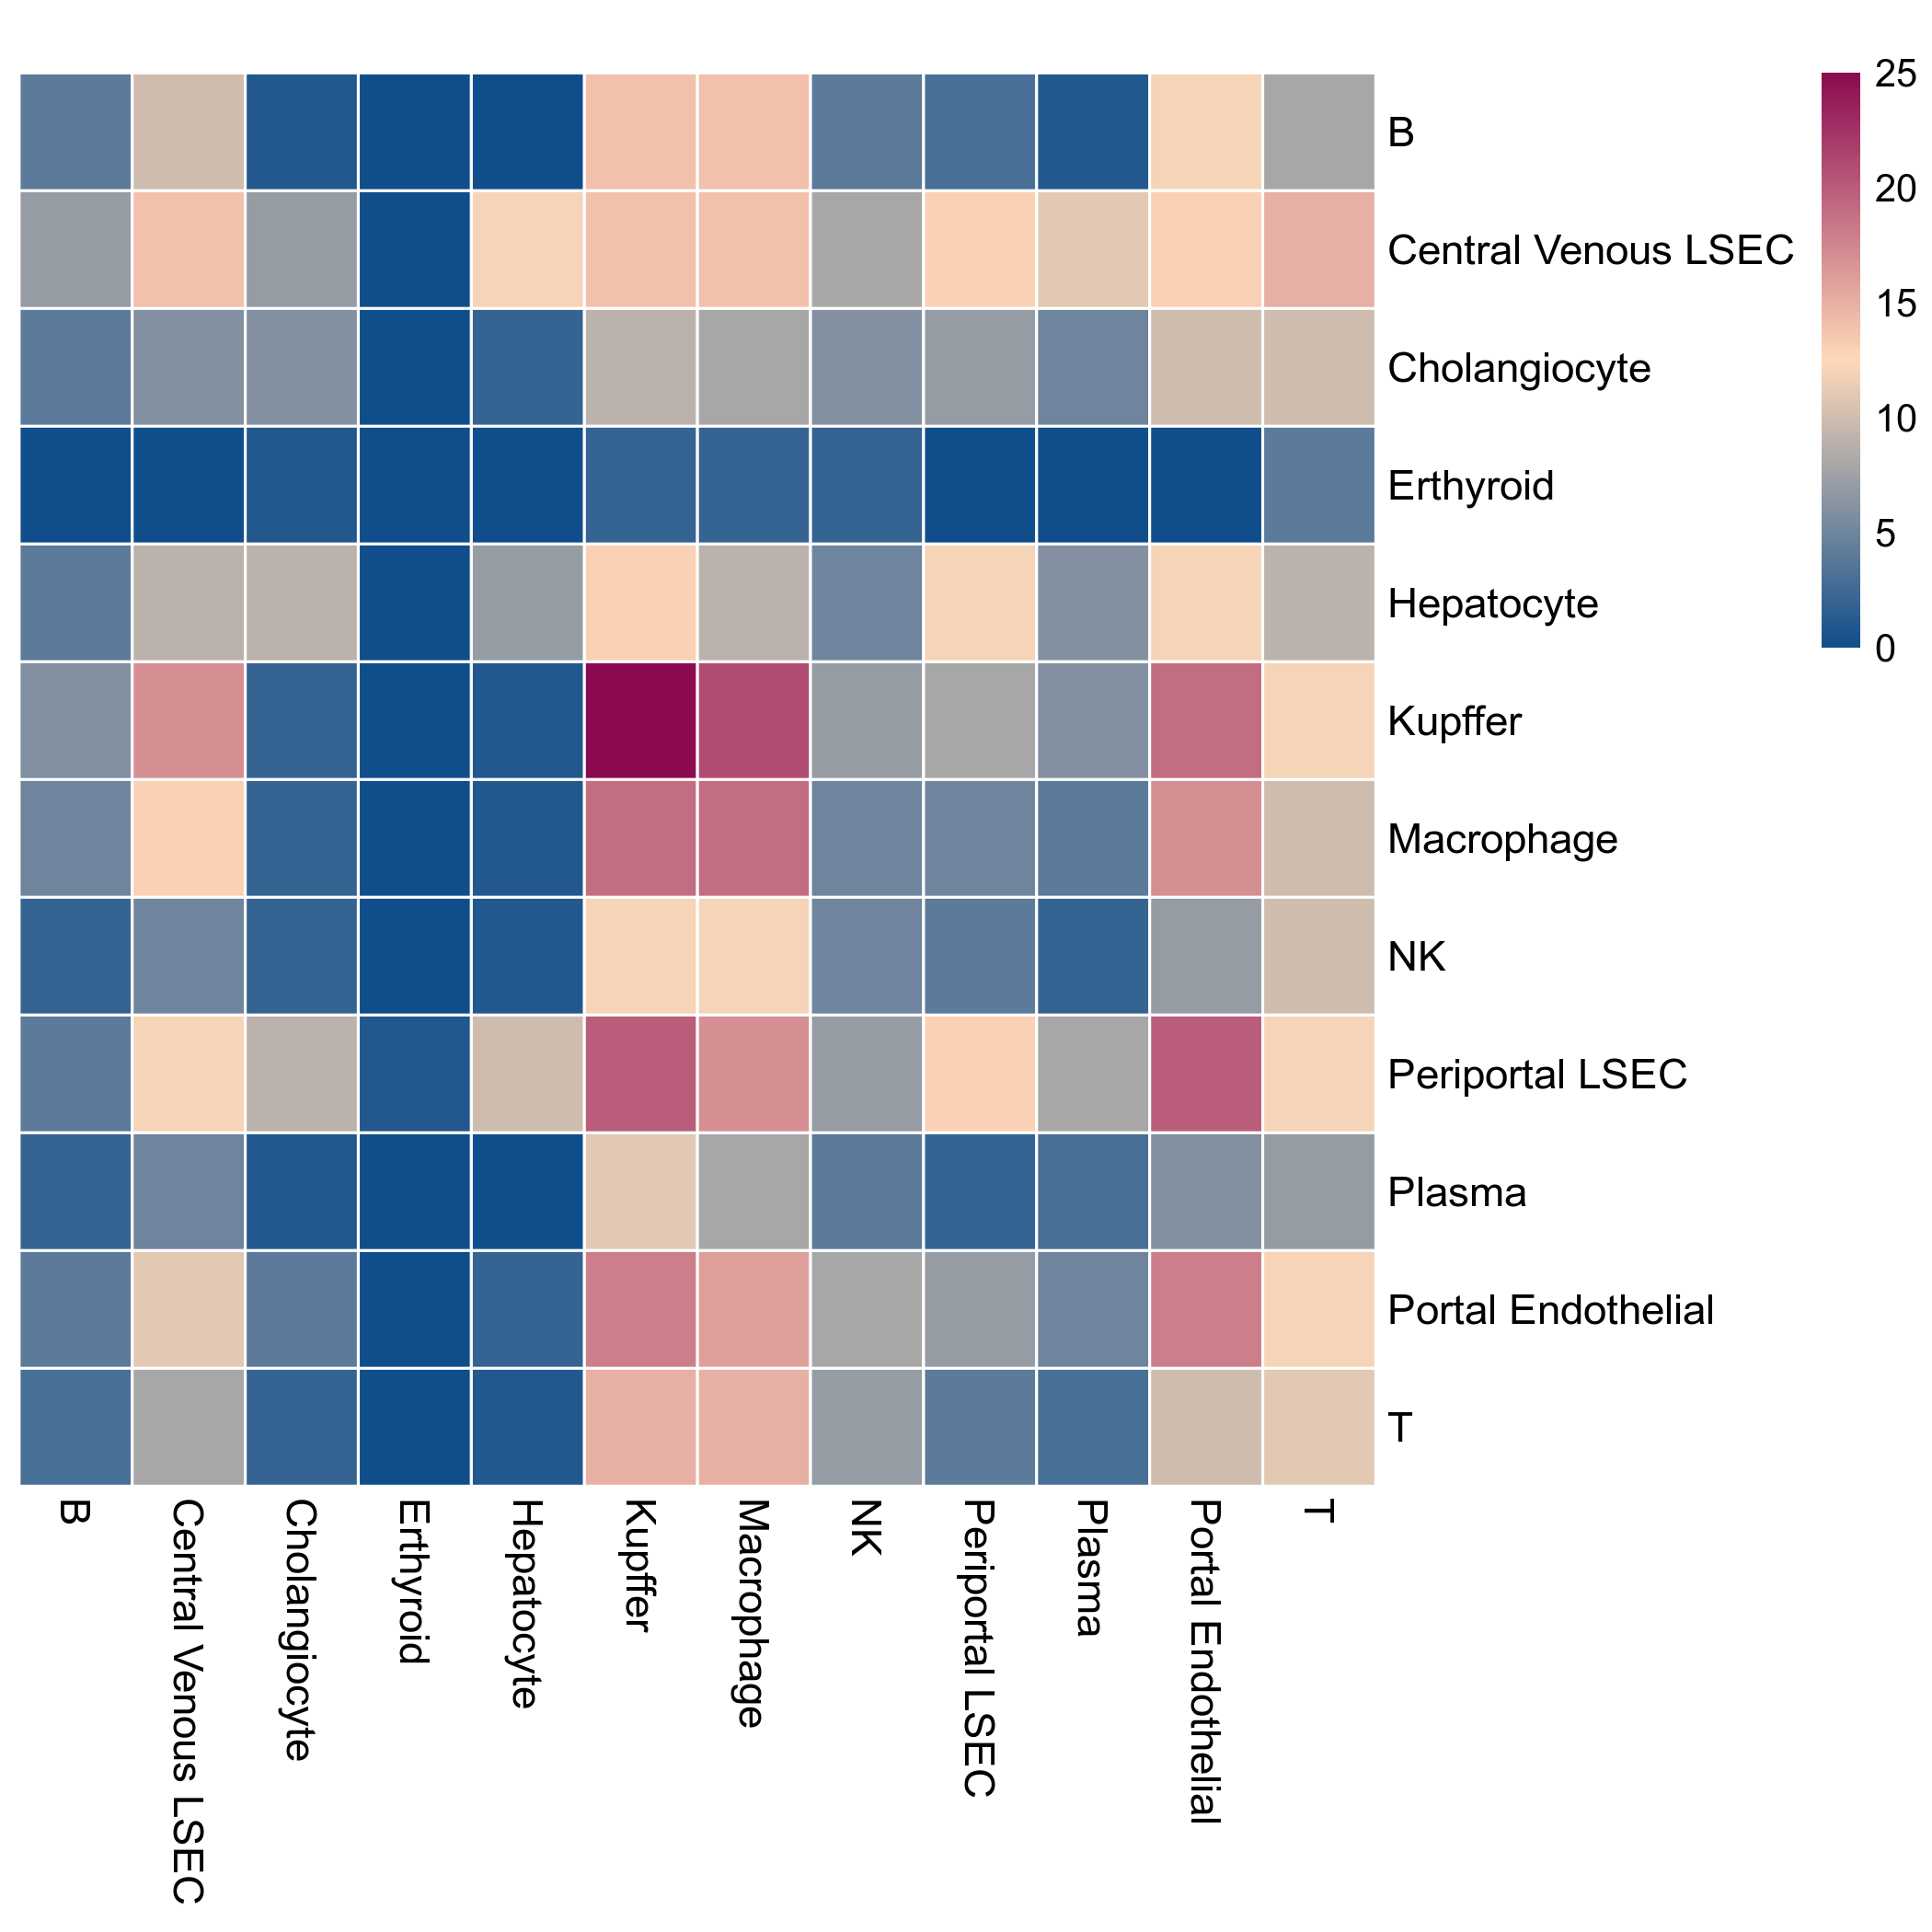 25
20
15
10
5
0
B
Central Venous LSEC
Cholangiocyte
Erthyroid
Hepatocyte
Kupffer
Macrophage
NK
Periportal LSEC
Plasma
Portal Endothelial
T
B
Central Venous LSEC
Cholangiocyte
Erthyroid
Hepatocyte
Kupffer
Macrophage
NK
Periportal LSEC
Plasma
Portal Endothelial
T